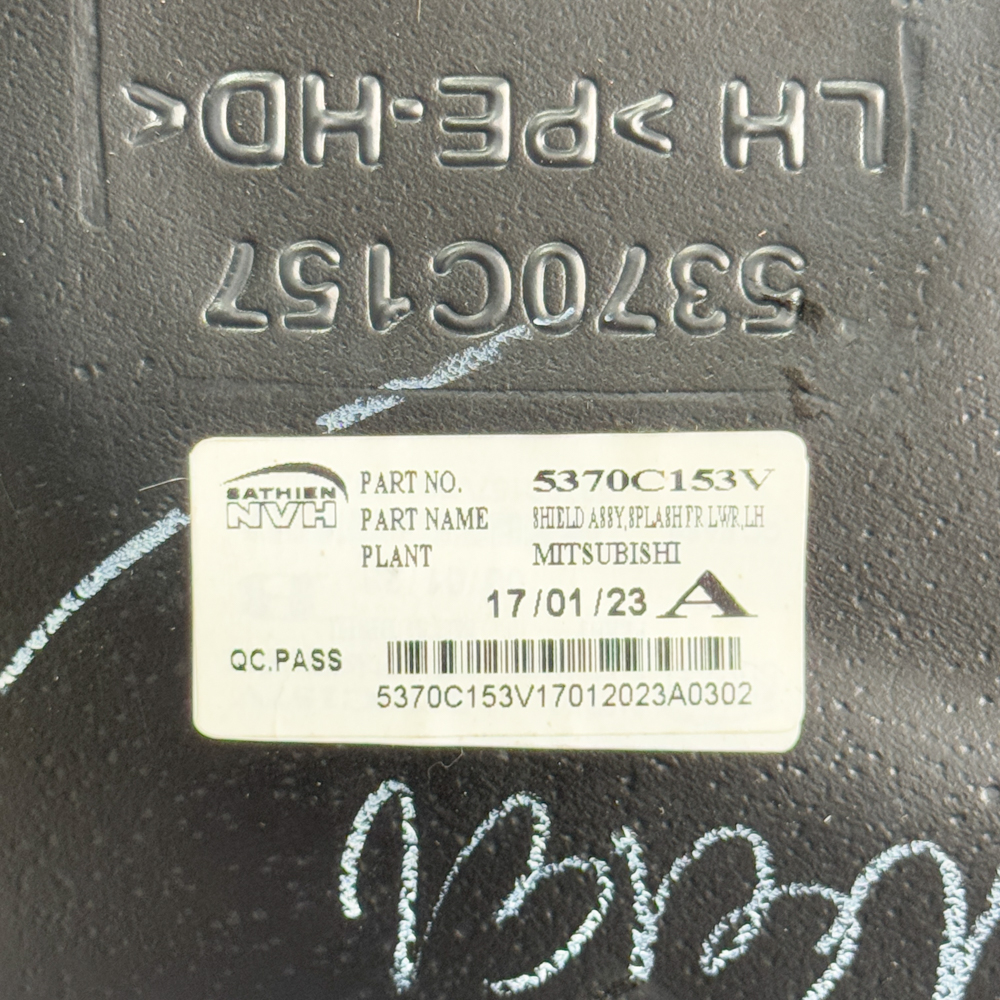 LH >PE-HD<
5370C157
SATHIEN
NVH
PART NO. 5370C153V
PART NAME SHIELD ASSY,SPLASH FR LWR,LH
PLANT MITSUBISHI
17/01/23 A
QC.PASS
5370C153V17012023A0302